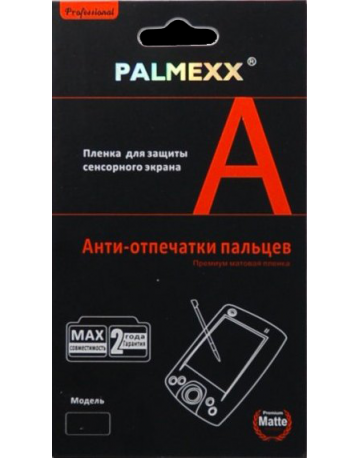 Professional
PALMEXX®
Пленка для защиты
сенсорного экрана
А
Анти-отпечатки пальцев
Премиум матовая пленка
MAX
СОВМЕСТИМОСТЬ
2 года
Гарантия
Модель
Premium
Matte